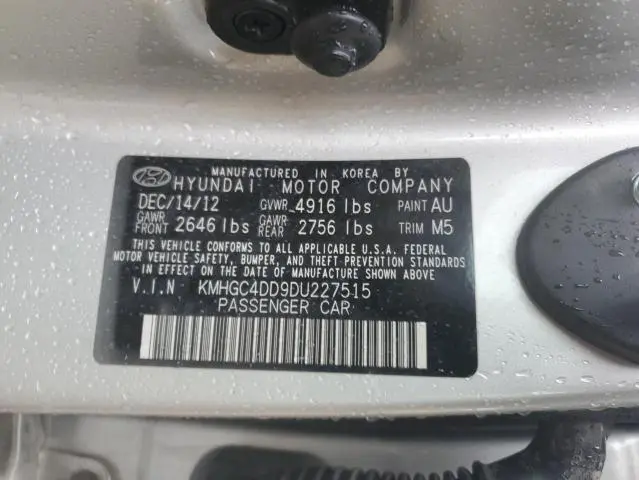 MANUFACTURED IN KOREA BY
HYUNDAI MOTOR COMPANY
DEC/14/12 GVWR 4916 lbs PAINT AU
GAWR FRONT 2646 lbs GAWR REAR 2756 lbs TRIM M5
THIS VEHICLE CONFORMS TO ALL APPLICABLE U.S.A. FEDERAL
MOTOR VEHICLE SAFETY, BUMPER, AND THEFT PREVENTION STANDARDS
IN EFFECT ON THE DATE OF MANUFACTURE SHOWN ABOVE
V.I.N KMHGC4DD9DU227515
PASSENGER CAR